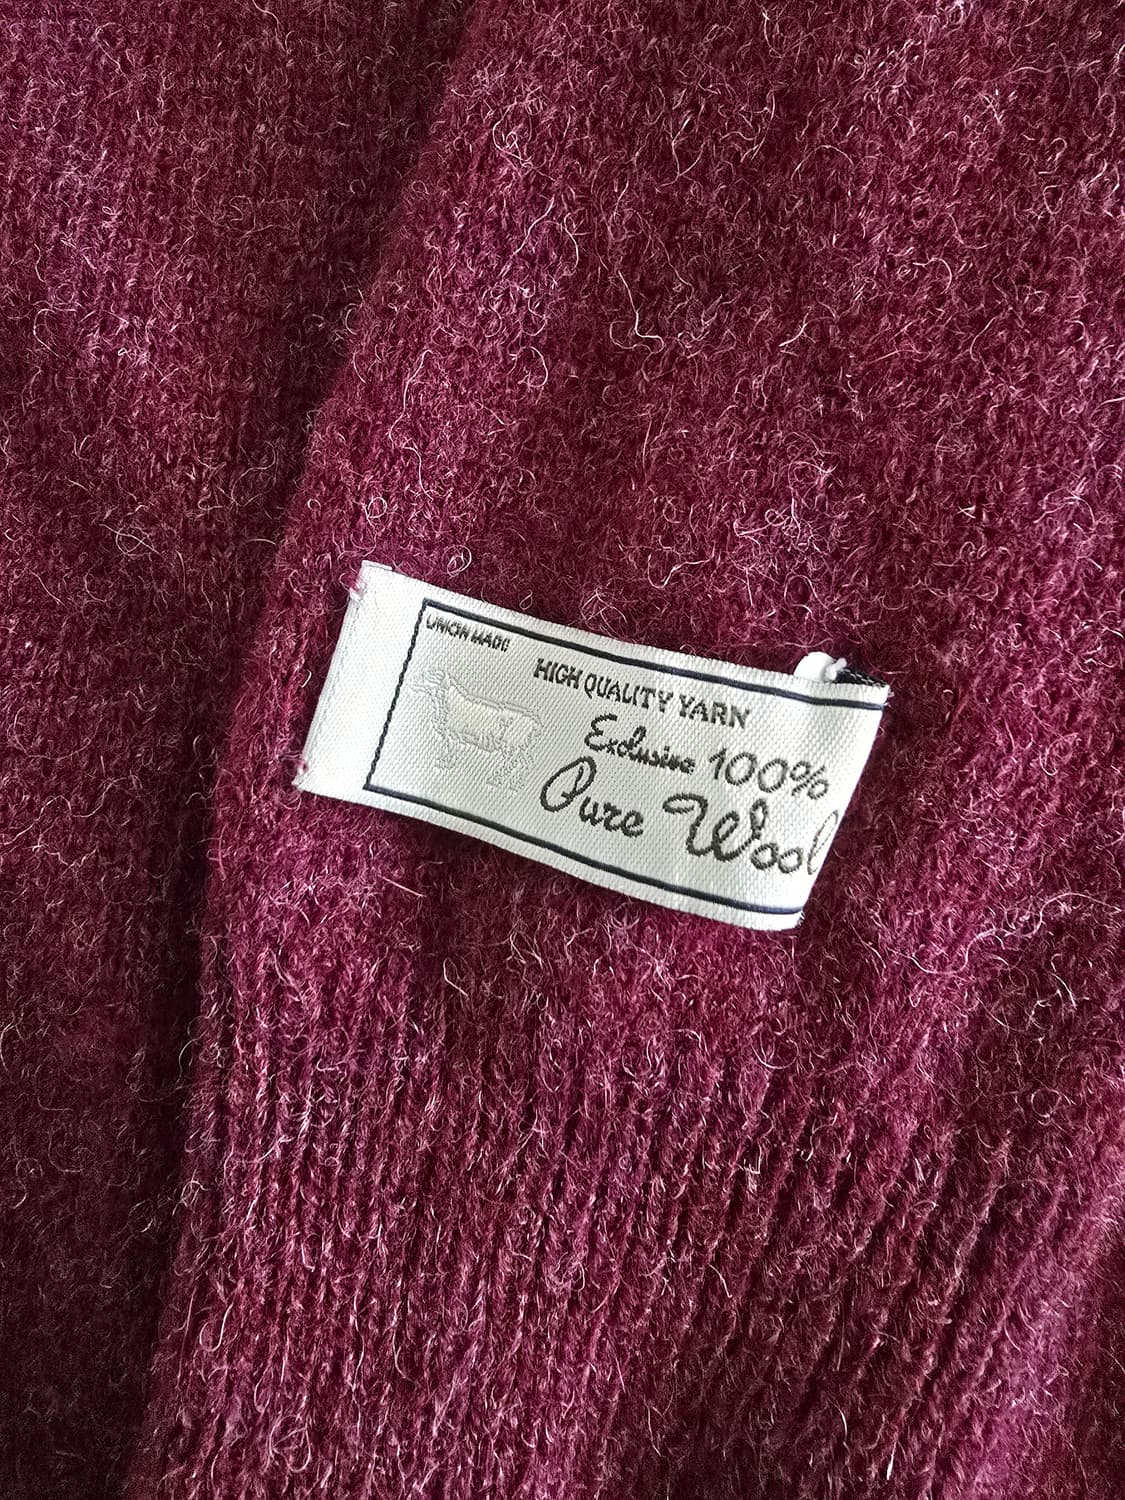 UNION MADE
HIGH QUALITY YARN
Exclusive 100%
Pure Wool